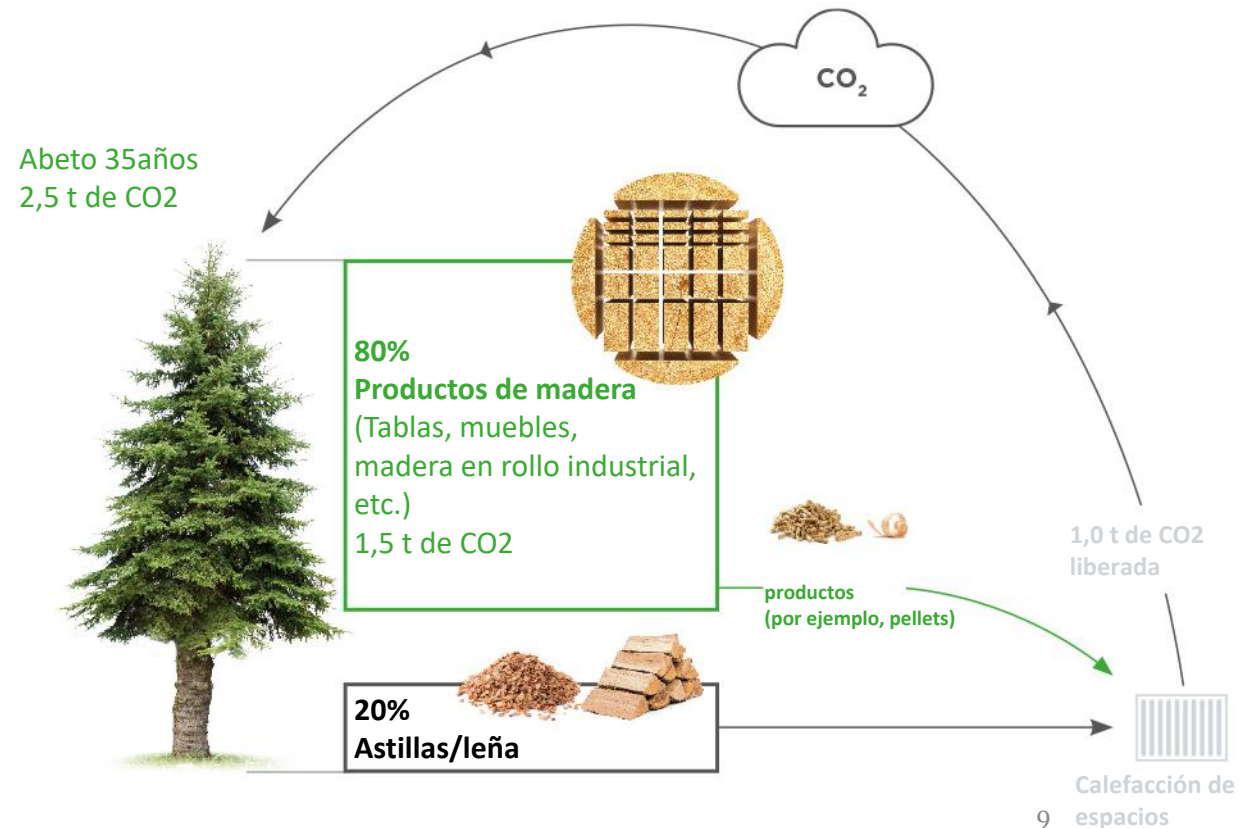 CO₂
Abeto 35años
2,5 t de CO2
80%
Productos de madera
(Tablas, muebles,
madera en rollo industrial,
etc.)
1,5 t de CO2
1,0 t de CO2
liberada
productos
(por ejemplo, pellets)
20%
Astillas/leña
Calefacción de
espacios
9